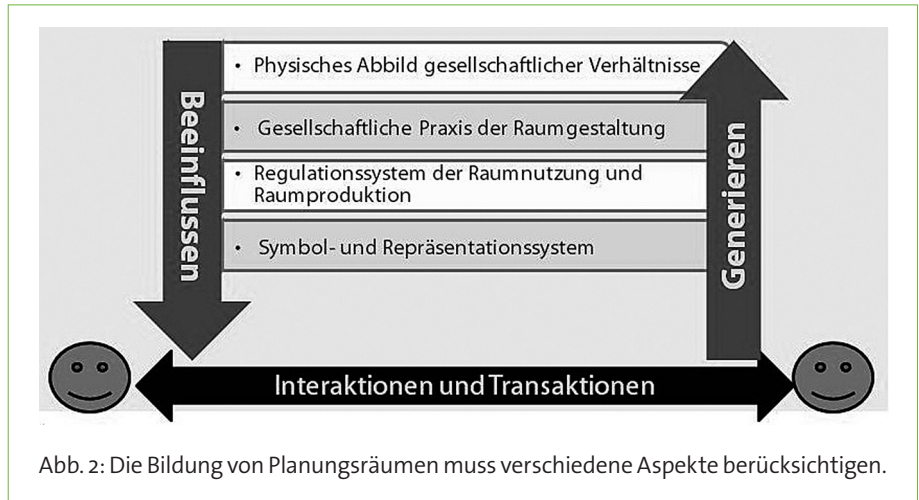 Beeinflussen
• Physisches Abbild gesellschaftlicher Verhältnisse
• Gesellschaftliche Praxis der Raumgestaltung
• Regulationssystem der Raumnutzung und
Raumproduktion
• Symbol- und Repräsentationssystem
Generieren
Interaktionen und Transaktionen
Abb. 2: Die Bildung von Planungsräumen muss verschiedene Aspekte berücksichtigen.